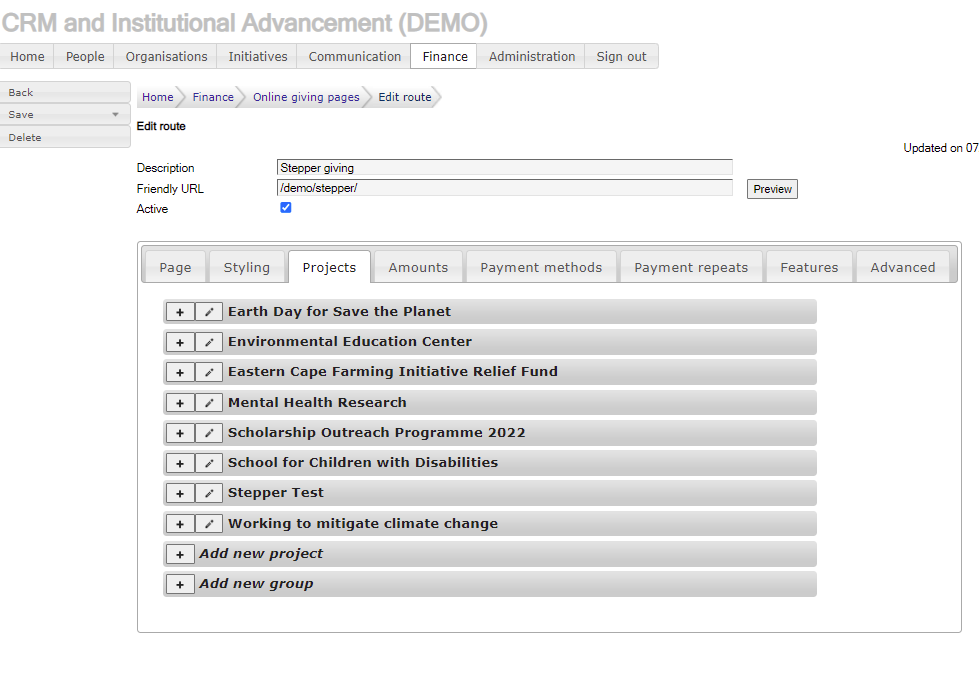 CRM and Institutional Advancement (DEMO)
Home People Organisations Initiatives Communication Finance Administration Sign out
Back
Save
Delete
Home Finance Online giving pages Edit route
Edit route
Updated on 07
Description Stepper giving
Friendly URL /demo/stepper/ Preview
Active
Page Styling Projects Amounts Payment methods Payment repeats Features Advanced
+ Earth Day for Save the Planet
+ Environmental Education Center
+ Eastern Cape Farming Initiative Relief Fund
+ Mental Health Research
+ Scholarship Outreach Programme 2022
+ School for Children with Disabilities
+ Stepper Test
+ Working to mitigate climate change
+ Add new project
+ Add new group